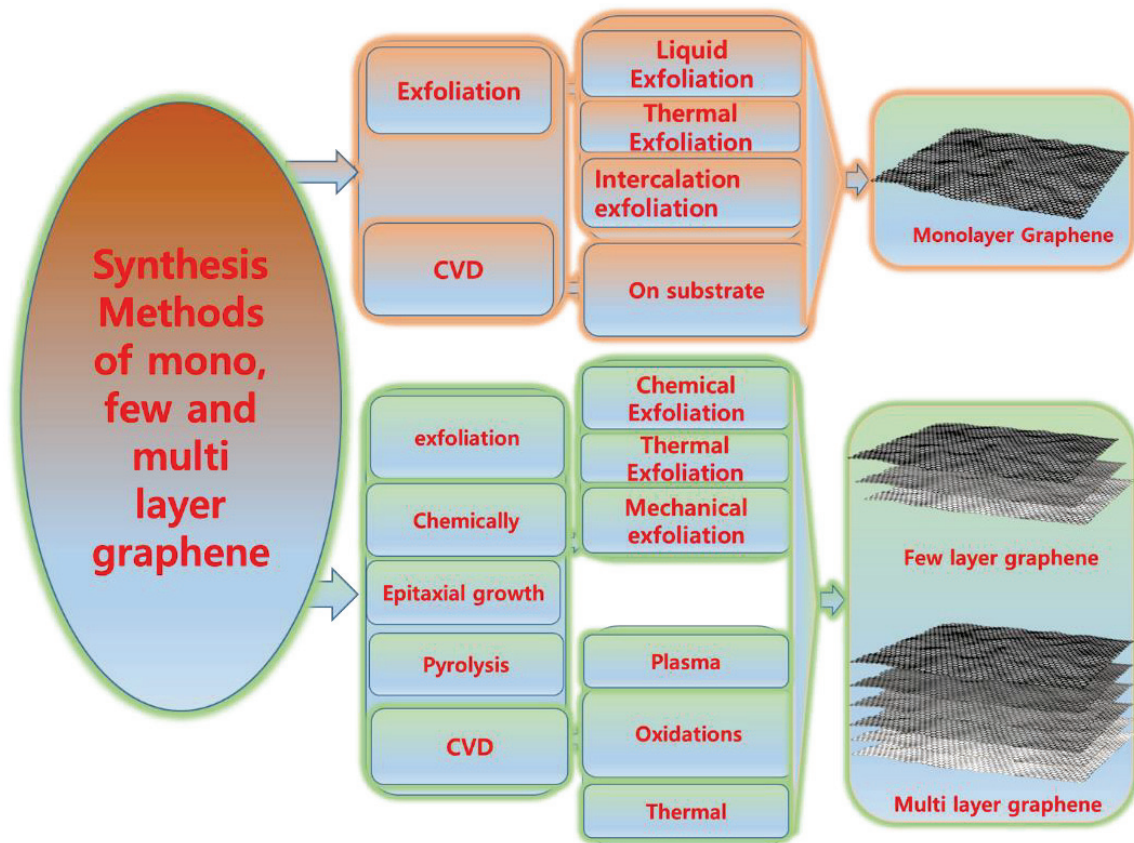 Synthesis
Methods
of mono,
few and
multi
layer
graphene
Exfoliation
CVD
Liquid
Exfoliation
Thermal
Exfoliation
Intercalation
exfoliation
On substrate
Monolayer Graphene
exfoliation
Chemically
Epitaxial growth
Pyrolysis
CVD
Chemical
Exfoliation
Thermal
Exfoliation
Mechanical
exfoliation
Plasma
Oxidations
Thermal
Few layer graphene
Multi layer graphene